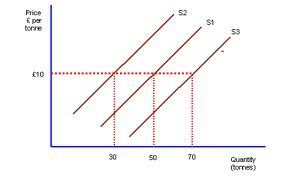 Price
£ per
tonne
S2
S1
S3
£10
30
50
70
Quantity
(tonnes)